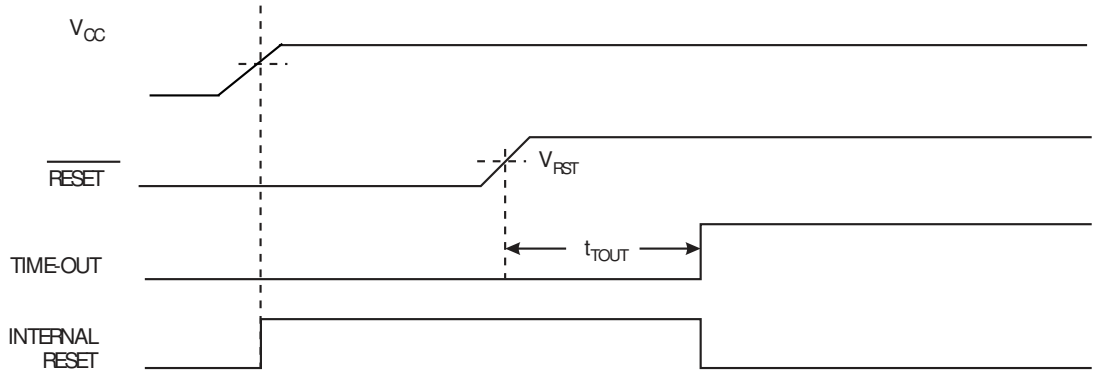 VCC
RESET
VRST
tTOUT
TIME-OUT
INTERNAL
RESET